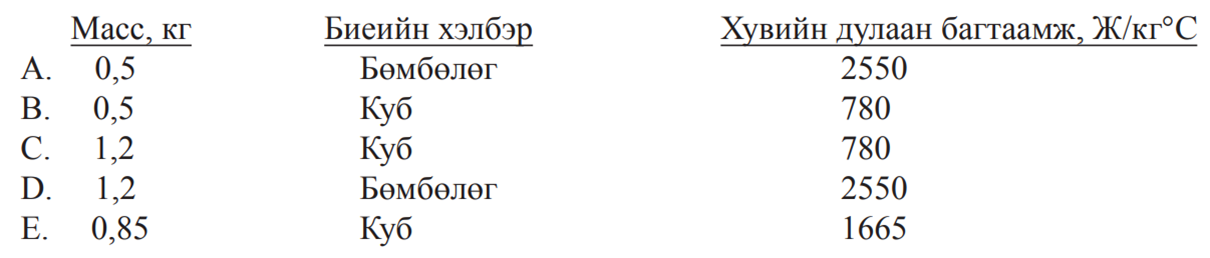 Масс, кг Биеийн хэлбэр Хувийн дулаан багтаамж, Ж/кг°С
A. 0,5 Бөмбөлөг 2550
B. 0,5 Куб 780
C. 1,2 Куб 780
D. 1,2 Бөмбөлөг 2550
E. 0,85 Куб 1665